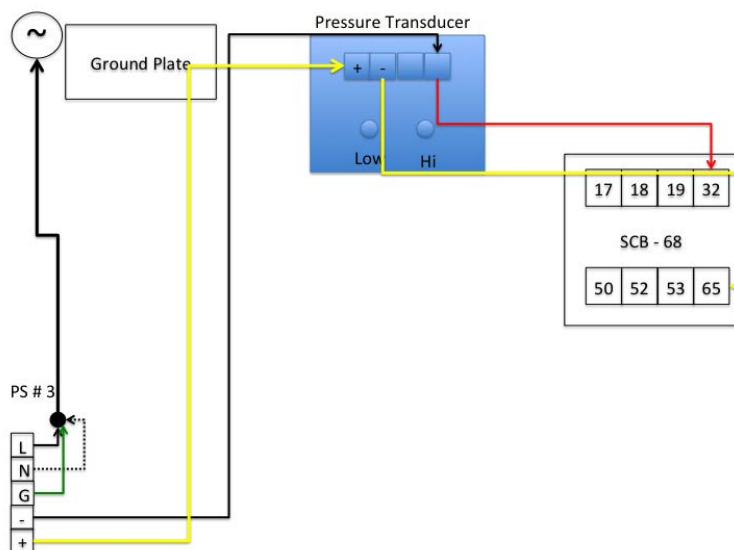 Pressure Transducer
~
Ground Plate
+ -
Low Hi
17 18 19 32
SCB - 68
50 52 53 65
PS # 3
L
N
G
-
+